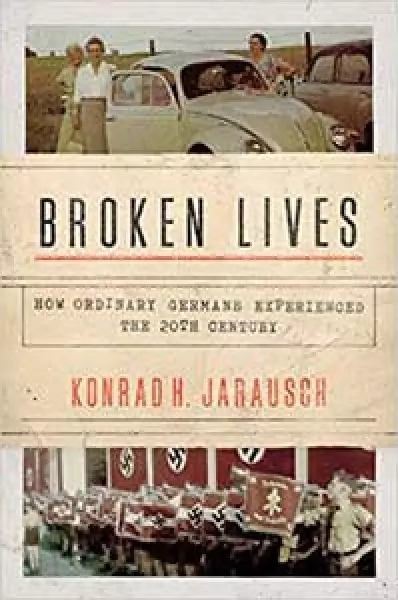 BROKEN LIVES
HOW ORDINARY GERMANS EXPERIENCED
THE 20TH CENTURY
KONRAD H. JARAUSCH